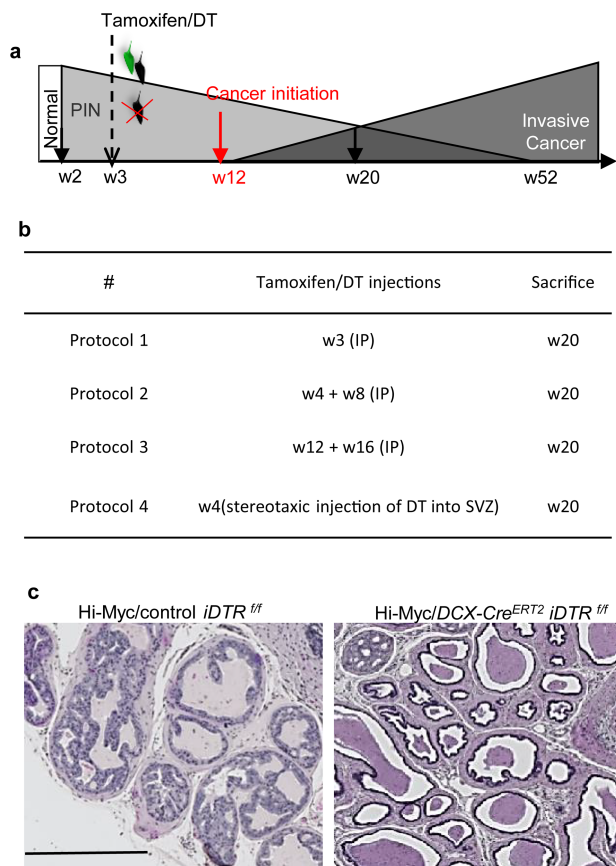 Tamoxifen/DT
a
Cancer initiation
Normal
PIN
Invasive
Cancer
w2
w3
w12
w20
w52
b
# Tamoxifen/DT injections Sacrifice
Protocol 1 w3 (IP) w20
Protocol 2 w4 + w8 (IP) w20
Protocol 3 w12 + w16 (IP) w20
Protocol 4 w4(stereotaxic injection of DT into SVZ) w20
c
Hi-Myc/control iDTR f/f
Hi-Myc/DCX-CreERT2 iDTR f/f